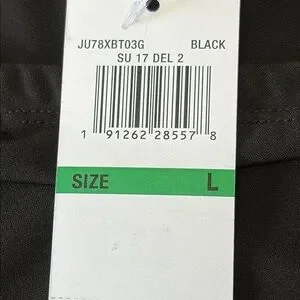 JU78XBT03G BLACK
SU 17 DEL 2
1 91262 28557 8
SIZE L